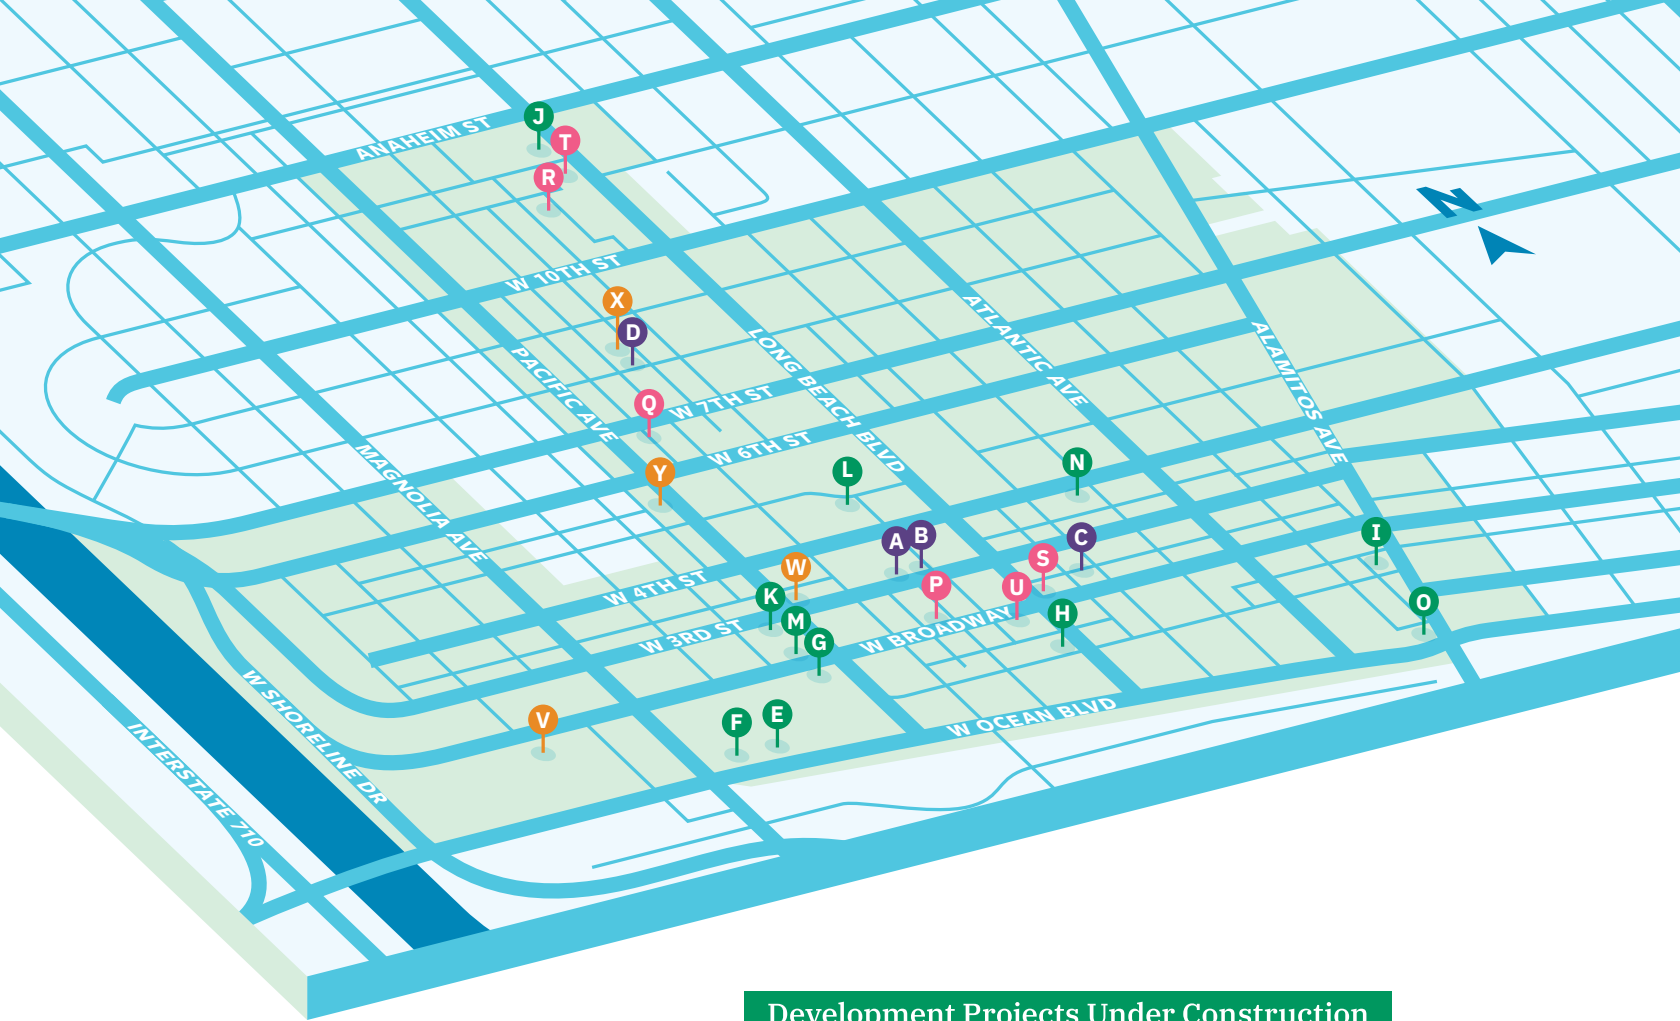 J
T
ANAHEIM ST
R
N
W 10TH ST
X
D
ATLANTIC AVE
LONG BEACH BLVD
ALAMITOS AVE
PACIFIC AVE
Q
W 7TH ST
W 6TH ST
MAGNOLIA AVE
Y
L
N
A
B
C
I
S
W
W 4TH ST
K
P
U
O
M
H
G
W 3RD ST
W BROADWAY
W SHORELINE DR
V
F
E
W OCEAN BLVD
INTERSTATE 710
Development Projects Under Construction